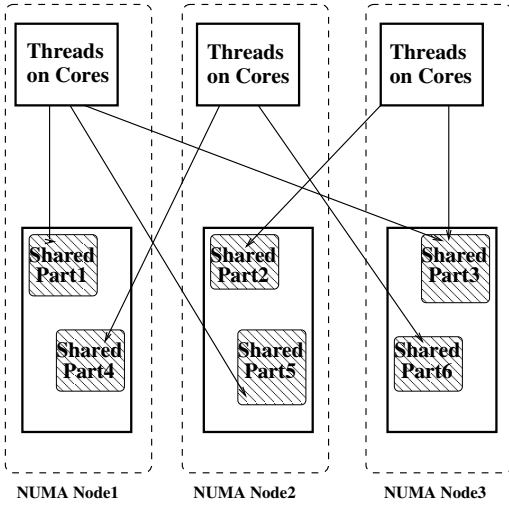 Threads
on Cores
Threads
on Cores
Threads
on Cores
Shared
Part1
Shared
Part2
Shared
Part3
Shared
Part4
Shared
Part5
Shared
Part6
NUMA Node1
NUMA Node2
NUMA Node3